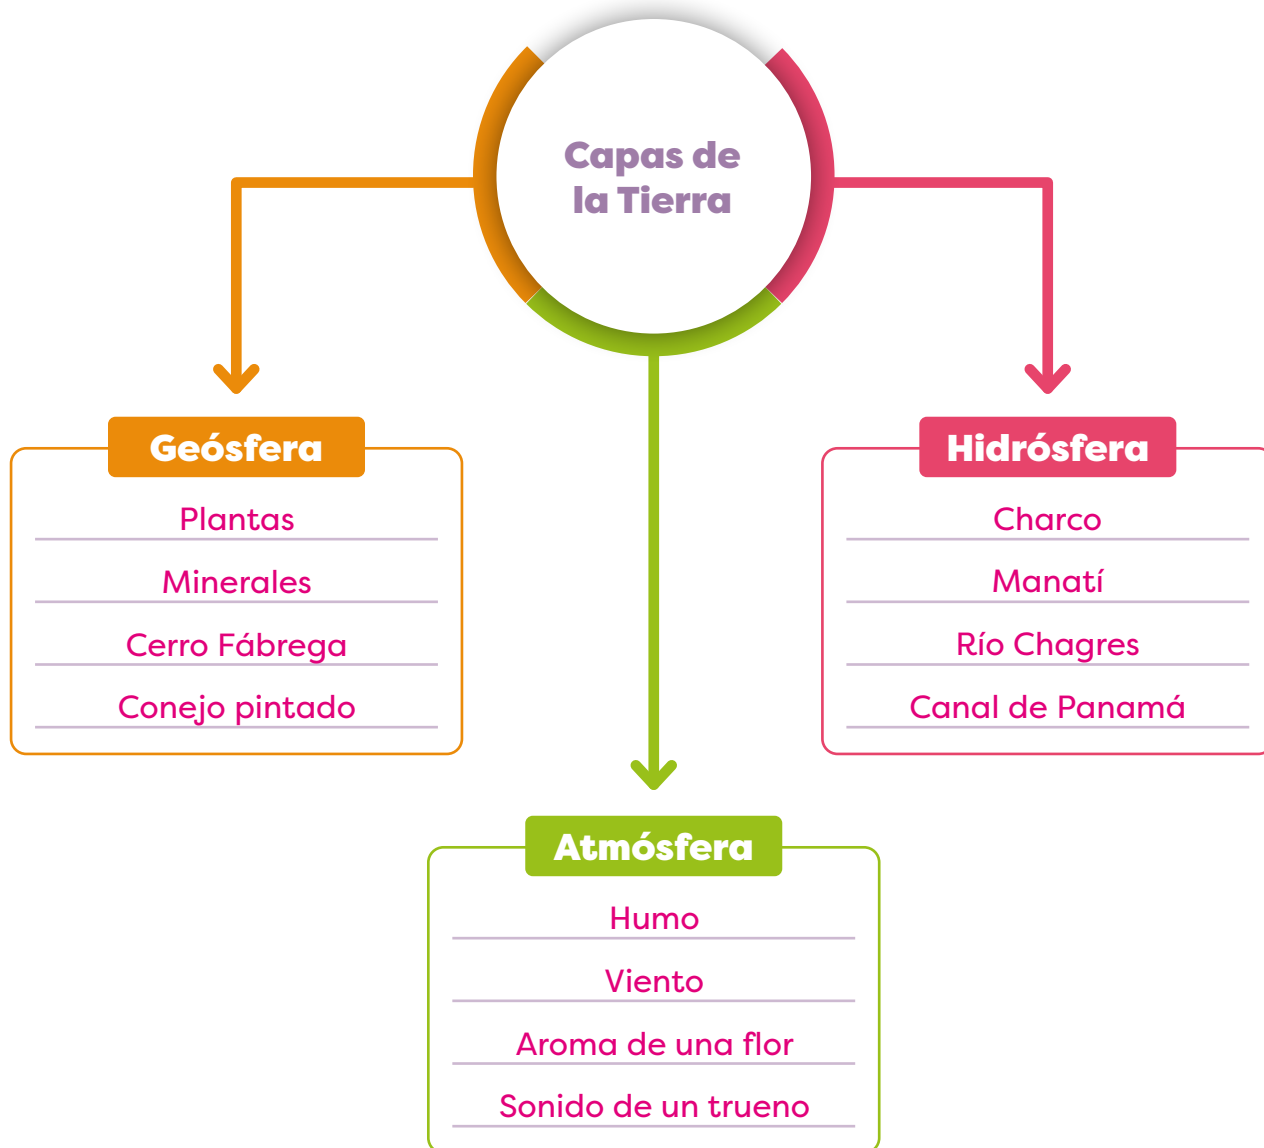 Capas de
la Tierra
Geósfera
Plantas
Minerales
Cerro Fábrega
Conejo pintado
Hidrósfera
Charco
Manatí
Río Chagres
Canal de Panamá
Atmósfera
Humo
Viento
Aroma de una flor
Sonido de un trueno